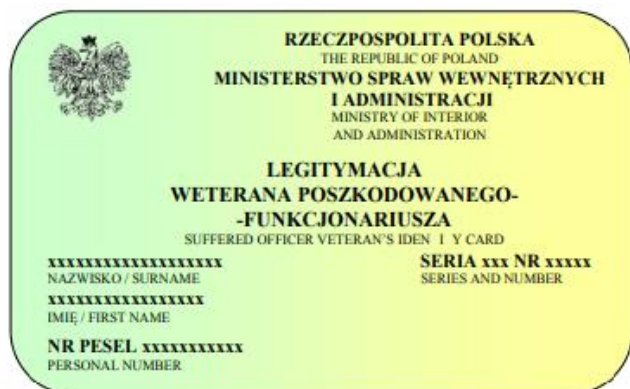 RZECZPOSPOLITA POLSKA
THE REPUBLIC OF POLAND
MINISTERSTWO SPRAW WEWNĘTRZNYCH
I ADMINISTRACJI
MINISTRY OF INTERIOR
AND ADMINISTRATION
LEGITYMACJA
WETERANA POSZKODOWANEGO-
-FUNKCJONARIUSZA
SUFFERED OFFICER VETERAN'S IDEN I Y CARD
xxxxxxxxxxxxxxxxxxx SERIA xxx NR xxxxx
NAZWISKO / SURNAME SERIES AND NUMBER
xxxxxxxxxxxxxxxxx
IMIĘ / FIRST NAME
NR PESEL xxxxxxxxxxx
PERSONAL NUMBER